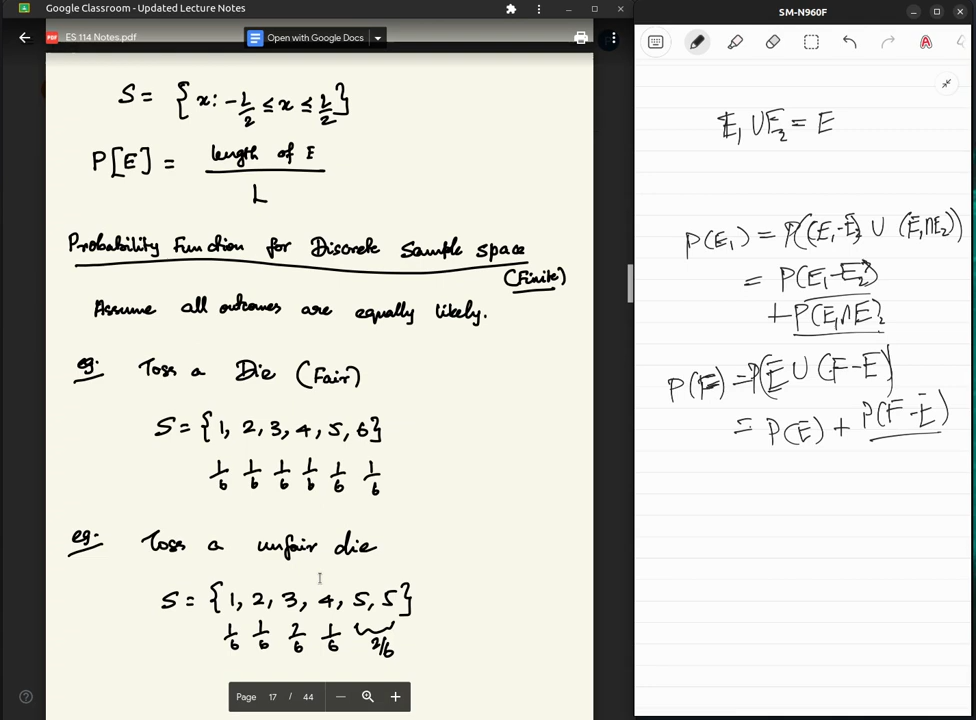 Google Classroom - Updated Lecture Notes
PDF ES 114 Notes.pdf
Open with Google Docs
S = {x: -L/2 ≤ x ≤ L/2}
P[E] = length of E / L
Probability Function for Discrete Sample space
(Finite)
Assume all outcomes are equally likely.
eg: Toss a Die (Fair)
S = {1, 2, 3, 4, 5, 6}
1/6 1/6 1/6 1/6 1/6 1/6
eg: Toss a unfair die
S = {1, 2, 3, 4, 5, 5}
1/6 1/6 2/6 1/6 2/6
Page 17 / 44
SM-N960F
E₁ ∪ E₂ = E
P(E₁) = P((E₁-E₂) ∪ (E₁∩E₂))
= P(E₁-E₂)
+ P(E₁∩E)₂
P(F) = P(E ∪ (F-E))
= P(E) + P(F-E)